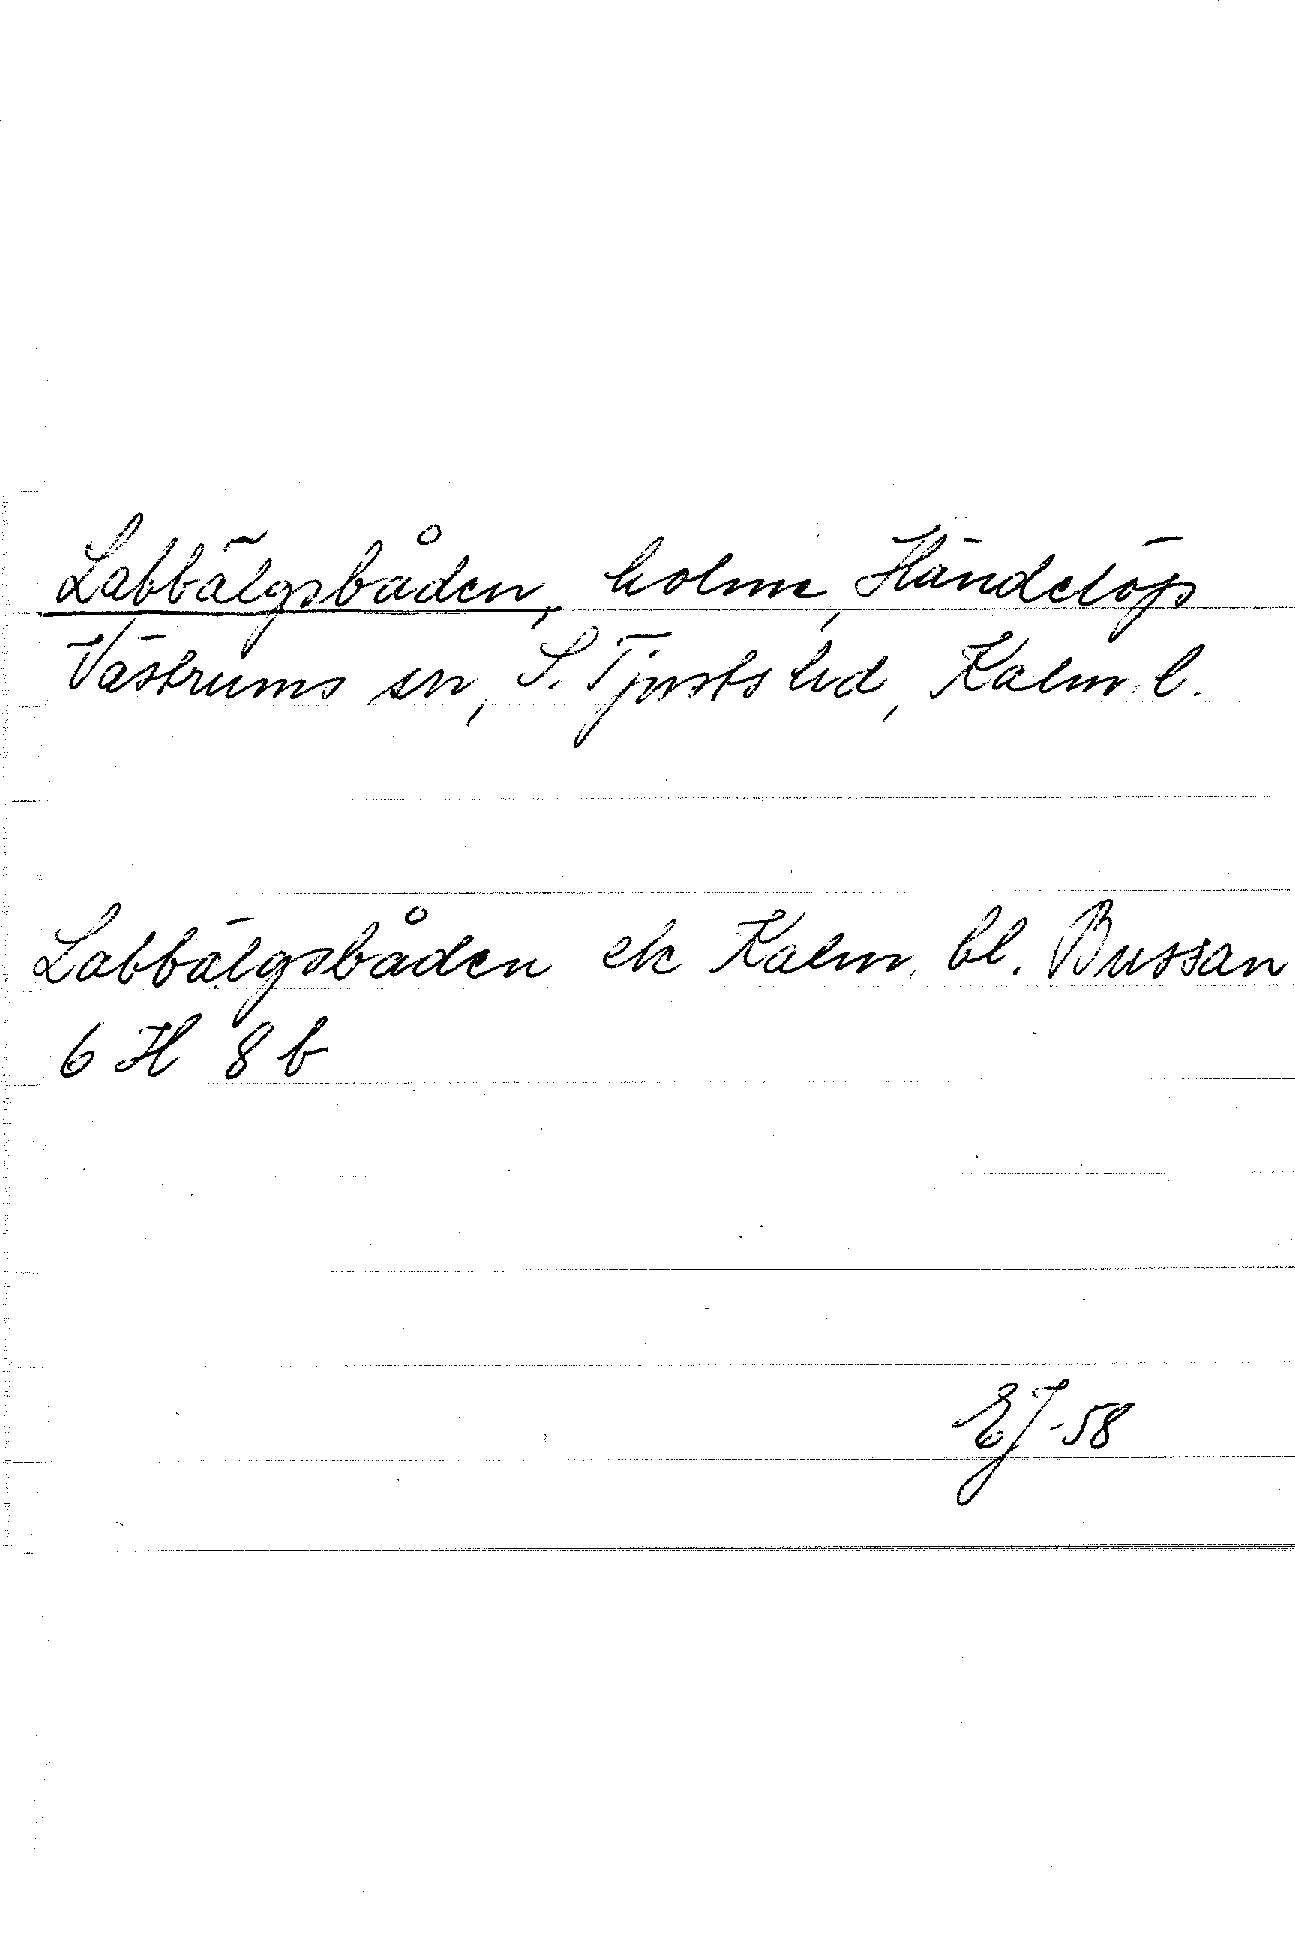 Labbälgsbåden, holme, Händelöp
Västrums sn, S. Tjusts hd, Kalm. l.
Labbälgsbåden ek Kalm. bl. Bussan
6 H 8 b
EJ -58